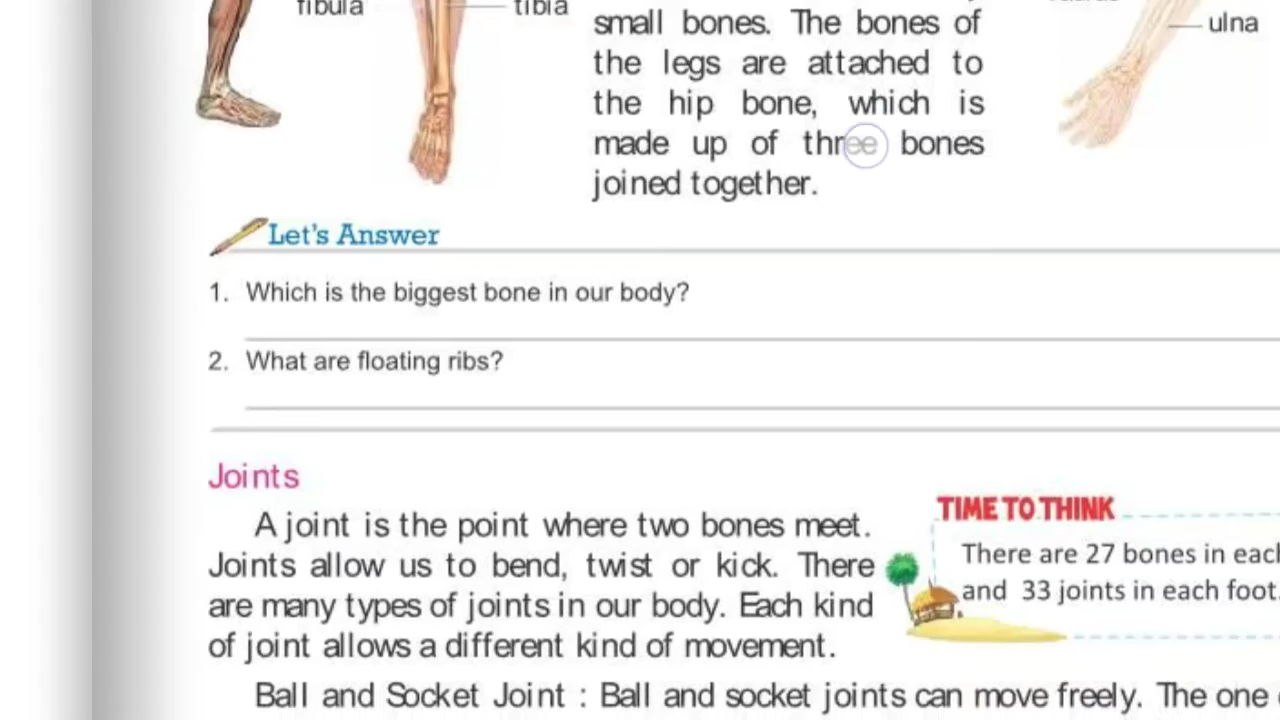 fibula
tibia
small bones. The bones of
the legs are attached to
the hip bone, which is
made up of three bones
joined together.
ulna
Let's Answer
1. Which is the biggest bone in our body?
2. What are floating ribs?
Joints
A joint is the point where two bones meet.
Joints allow us to bend, twist or kick. There
are many types of joints in our body. Each kind
of joint allows a different kind of movement.
TIME TO THINK
There are 27 bones in each
and 33 joints in each foot.
Ball and Socket Joint : Ball and socket joints can move freely. The one